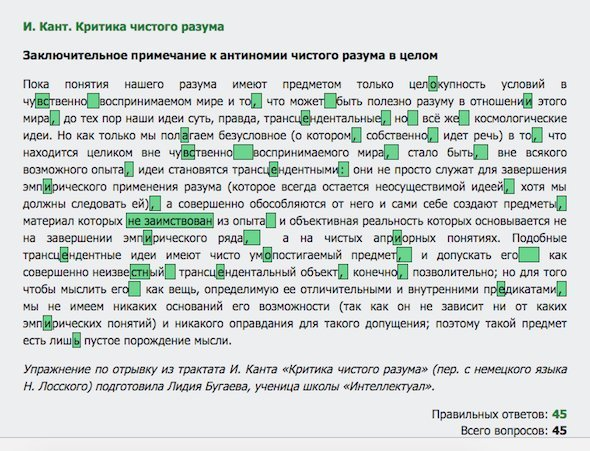 И. Кант. Критика чистого разума
Заключительное примечание к антиномии чистого разума в целом
Пока понятия нашего разума имеют предметом только целокупность условий в
чувственно воспринимаемом мире и то, что может быть полезно разуму в отношении этого
мира, до тех пор наши идеи суть, правда, трансцендентальные, но всё же космологические
идеи. Но как только мы полагаем безусловное (о котором, собственно, идет речь) в то, что
находится целиком вне чувственно воспринимаемого мира, стало быть, вне всякого
возможного опыта, идеи становятся трансцендентными: они не просто служат для завершения
эмпирического применения разума (которое всегда остается неосуществимой идеей, хотя мы
должны следовать ей), а совершенно обособляются от него и сами себе создают предметы,
материал которых не заимствован из опыта и объективная реальность которых основывается не
на завершении эмпирического ряда, а на чистых априорных понятиях. Подобные
трансцендентные идеи имеют чисто умопостигаемый предмет, и допускать его как
совершенно неизвестный трансцендентальный объект, конечно, позволительно; но для того
чтобы мыслить его как вещь, определимую ее отличительными и внутренними предикатами,
мы не имеем никаких оснований его возможности (так как он не зависит ни от каких
эмпирических понятий) и никакого оправдания для такого допущения; поэтому такой предмет
есть лишь пустое порождение мысли.
Упражнение по отрывку из трактата И. Канта «Критика чистого разума» (пер. с немецкого языка
Н. Лосского) подготовила Лидия Бугаева, ученица школы «Интеллектуал».
Правильных ответов: 45
Всего вопросов: 45